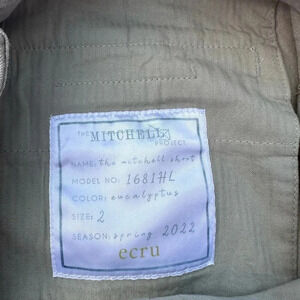 THE
MITCHELL
PROJECT
NAME: the mitchell short
MODEL NO: 1681HL
COLOR: eucalyptus
SIZE: 2
SEASON: spring 2022
ecru